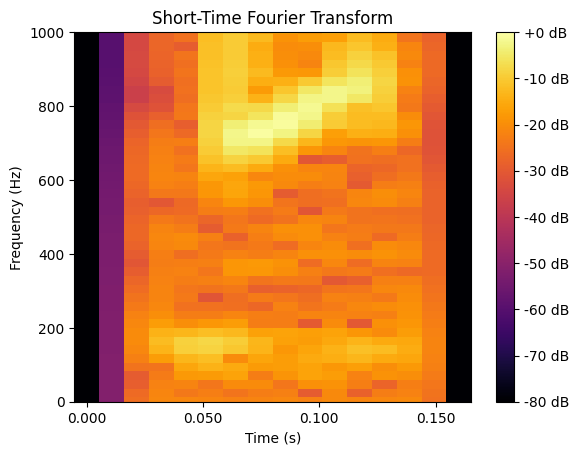 Short-Time Fourier Transform
1000
800
600
400
200
0
Frequency (Hz)
0.000
0.050
0.100
0.150
Time (s)
+0 dB
-10 dB
-20 dB
-30 dB
-40 dB
-50 dB
-60 dB
-70 dB
-80 dB